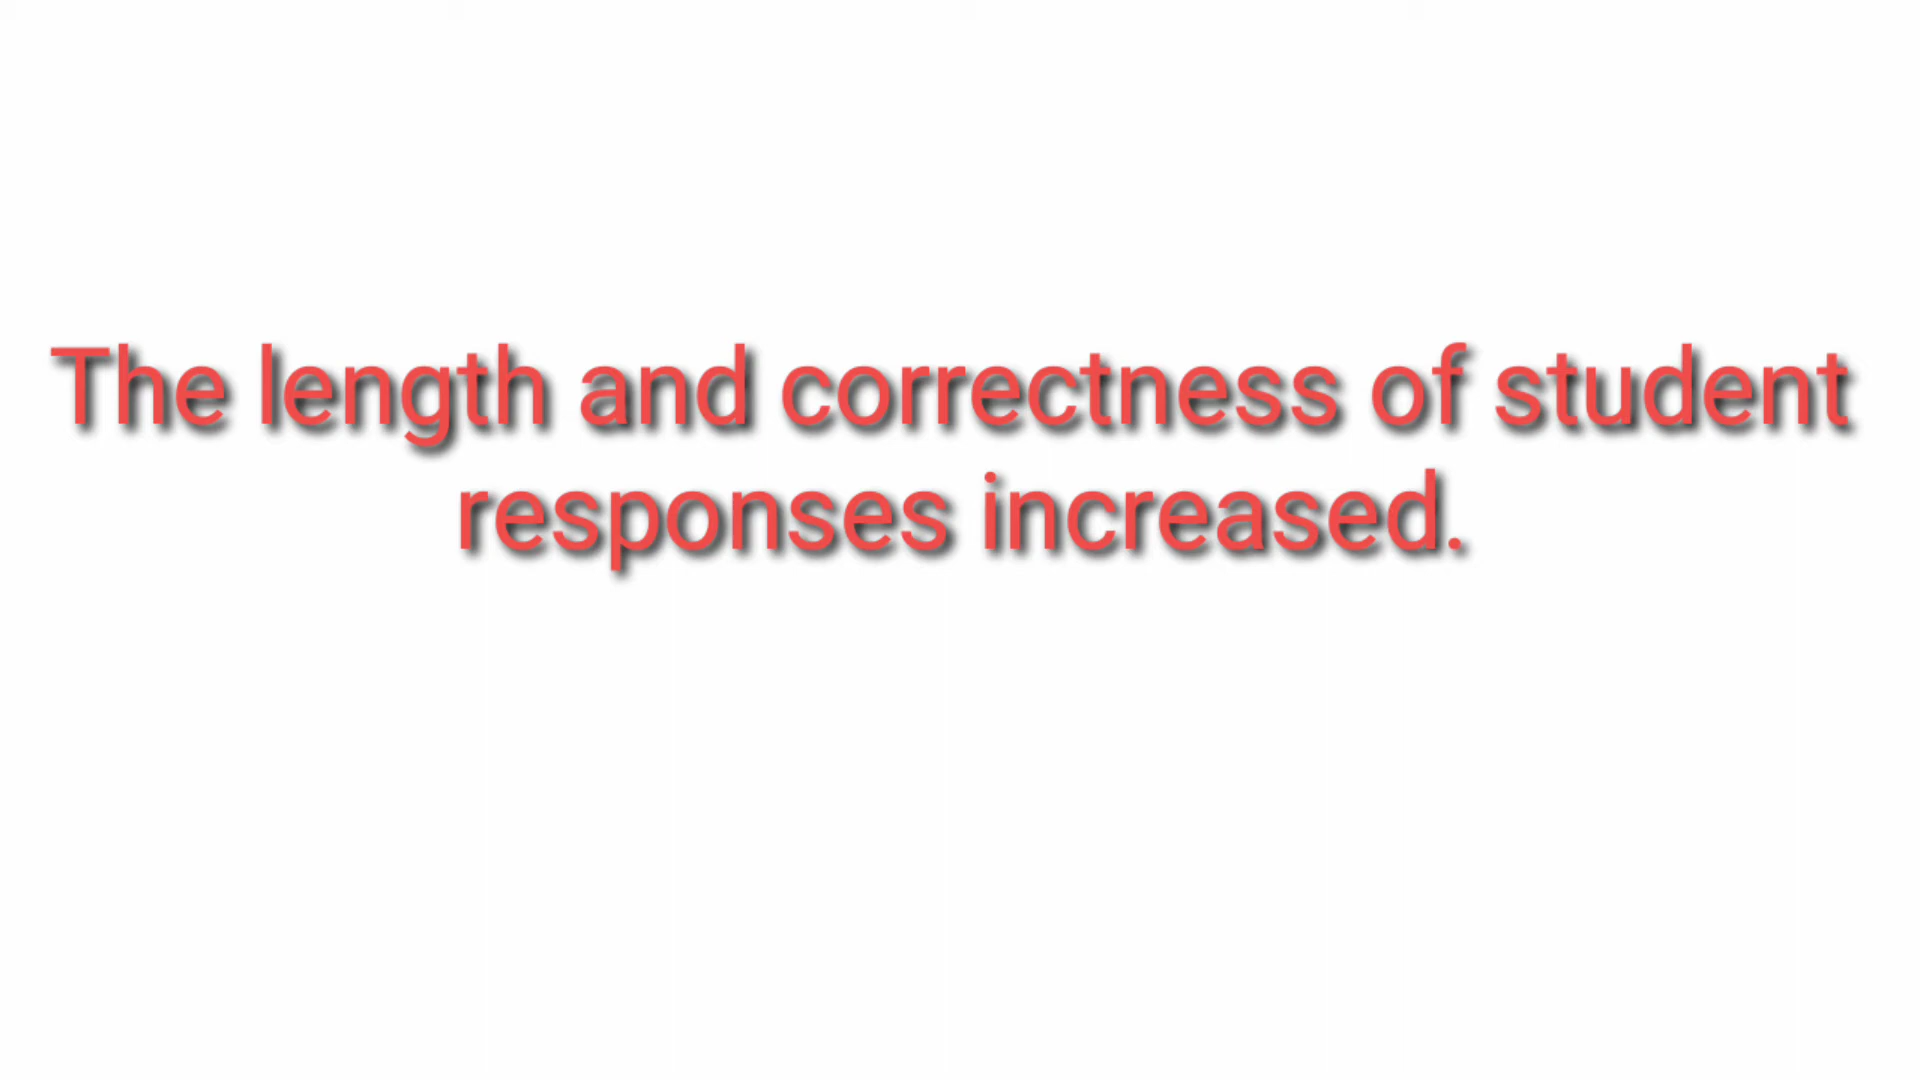 The length and correctness of student
responses increased.